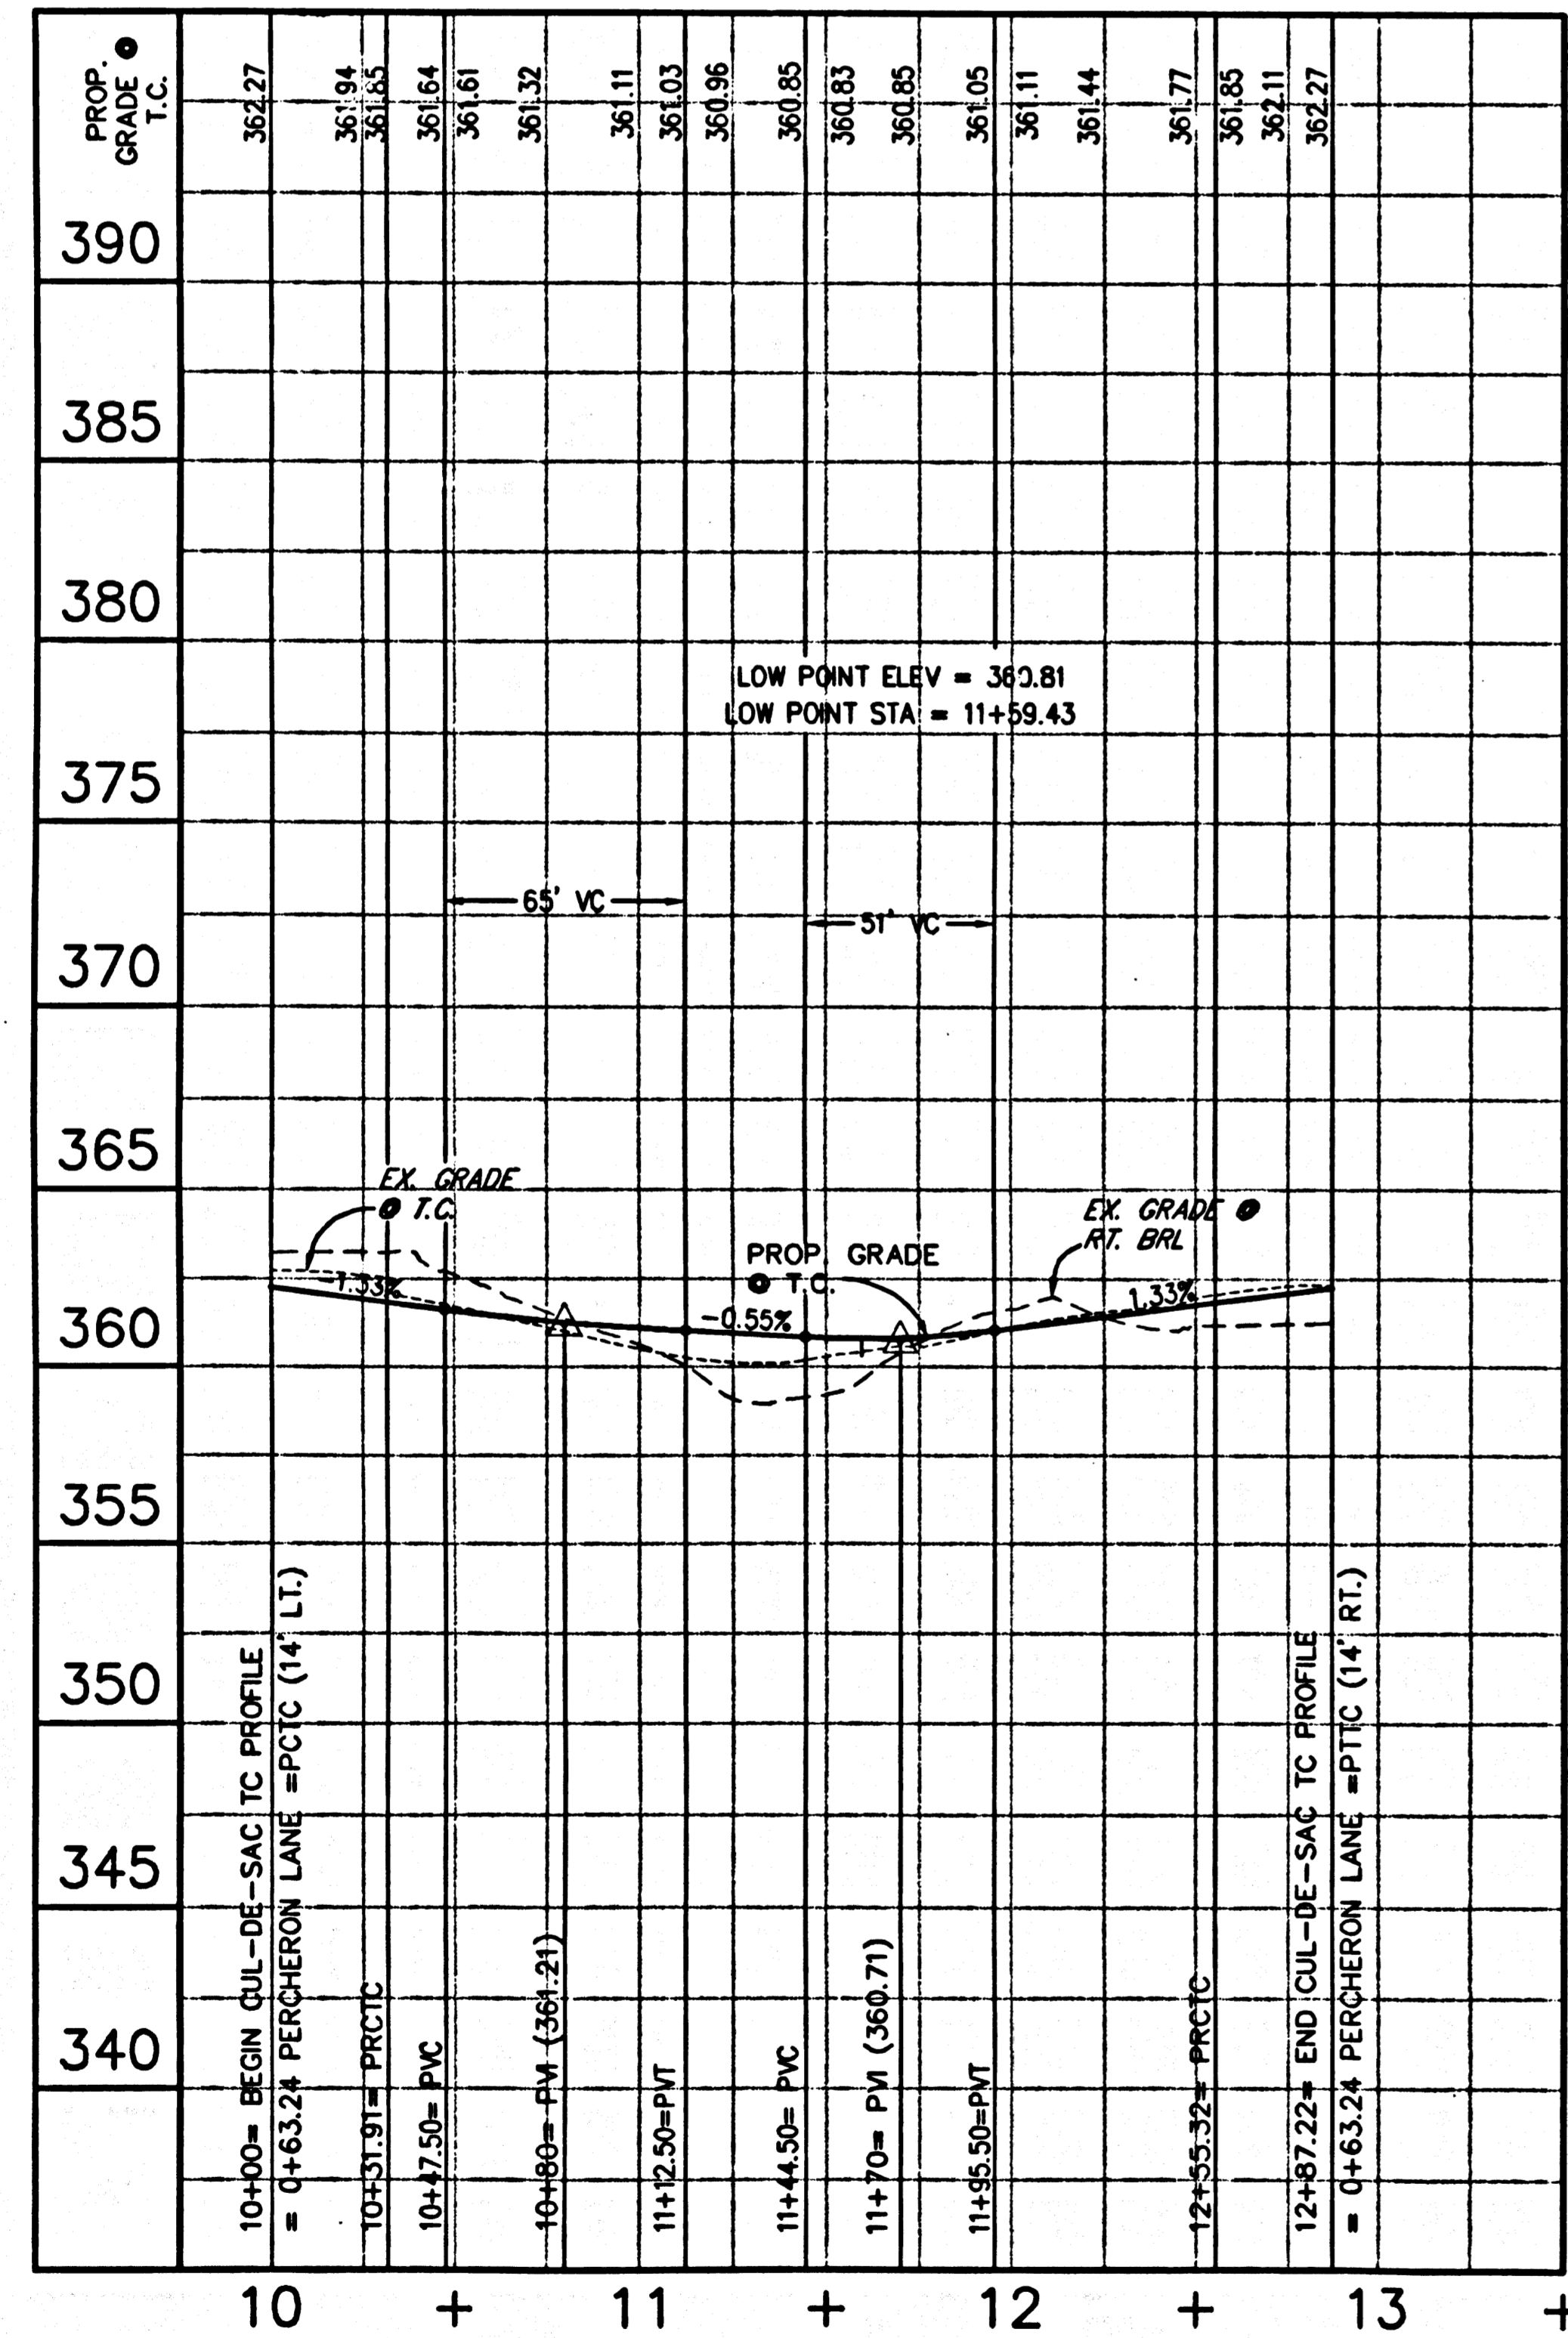 PROP.
GRADE @
T.C.
362.27
361.94
361.85
361.64
361.61
361.32
361.11
361.03
360.96
360.85
360.83
360.85
361.05
361.11
361.44
361.77
361.85
362.11
362.27
390
385
380
LOW POINT ELEV = 360.81
LOW POINT STA = 11+59.43
375
65' VC
51' VC
370
365
EX. GRADE
@ T.C.
EX. GRADE @
RT. BRL
PROP. GRADE
@ T.C.
-1.33%
-0.55%
1.33%
360
355
350
345
340
10+00= BEGIN CUL-DE-SAC TC PROFILE
= 0+63.24 PERCHERON LANE =PCTC (14' LT.)
10+31.91= PRCTC
10+47.50= PVC
10+80= PVI (361.21)
11+12.50=PVT
11+44.50= PVC
11+70= PVI (360.71)
11+95.50=PVT
12+55.32= PRCTC
12+87.22= END CUL-DE-SAC TC PROFILE
= 0+63.24 PERCHERON LANE =PTTC (14' RT.)
10 + 11 + 12 + 13 +